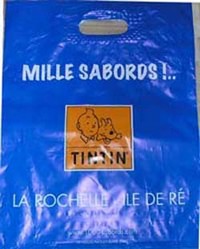 MILLE SABORDS !..
TINTIN
LA ROCHELLE - ILE DE RÉ